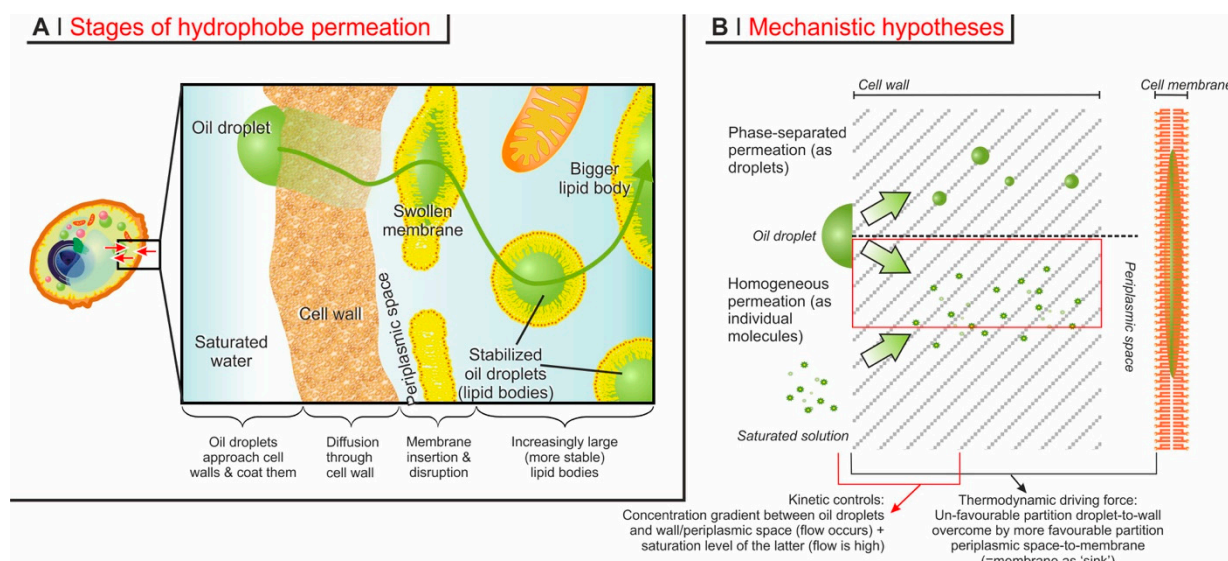 A | Stages of hydrophobe permeation
Oil droplet
Swollen
membrane
Bigger
lipid body
Cell wall
Periplasmic space
Saturated
water
Stabilized
oil droplets
(lipid bodies)
Oil droplets
approach cell
walls & coat them
Diffusion
through
cell wall
Membrane
insertion &
disruption
Increasingly large
(more stable)
lipid bodies
B | Mechanistic hypotheses
Cell wall
Cell membrane
Phase-separated
permeation (as
droplets)
Oil droplet
Homogeneous
permeation (as
individual
molecules)
Periplasmic space
Saturated solution
Kinetic controls:
Concentration gradient between oil droplets
and wall/periplasmic space (flow occurs) +
saturation level of the latter (flow is high)
Thermodynamic driving force:
Un-favourable partition droplet-to-wall
overcome by more favourable partition
periplasmic space-to-membrane
(=membrane as 'sink')